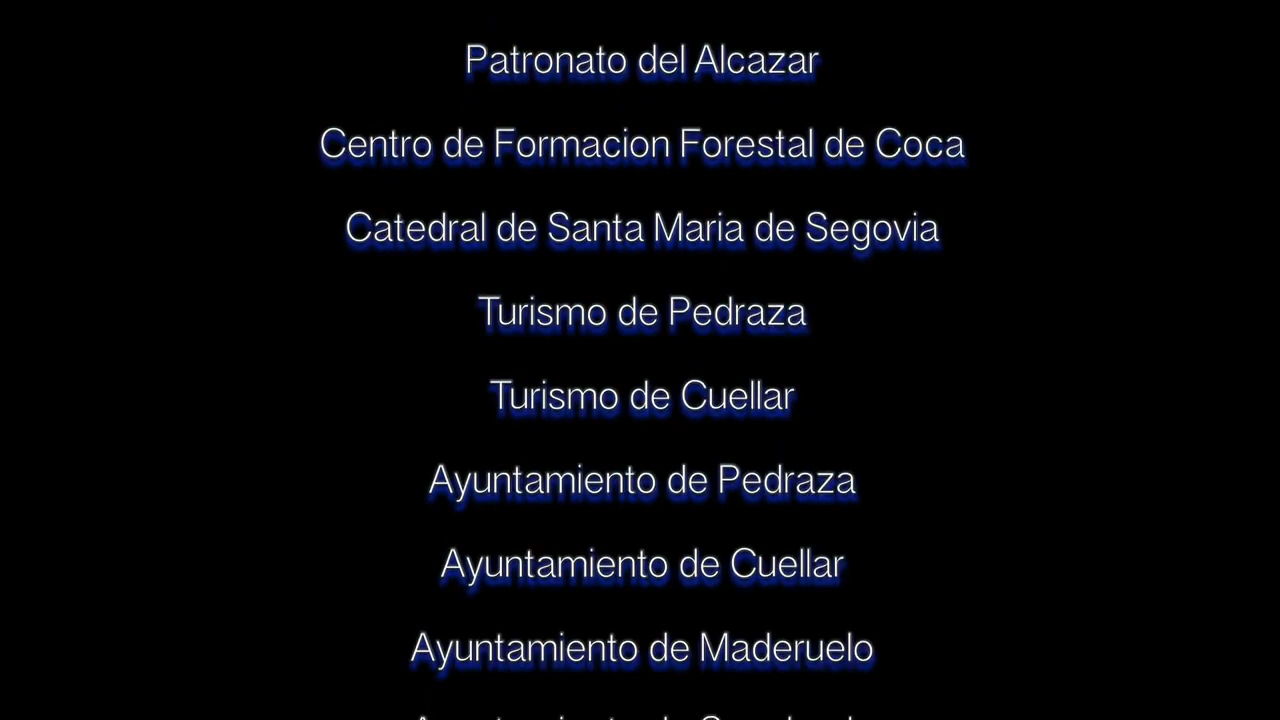 Patronato del Alcazar
Centro de Formacion Forestal de Coca
Catedral de Santa Maria de Segovia
Turismo de Pedraza
Turismo de Cuellar
Ayuntamiento de Pedraza
Ayuntamiento de Cuellar
Ayuntamiento de Maderuelo